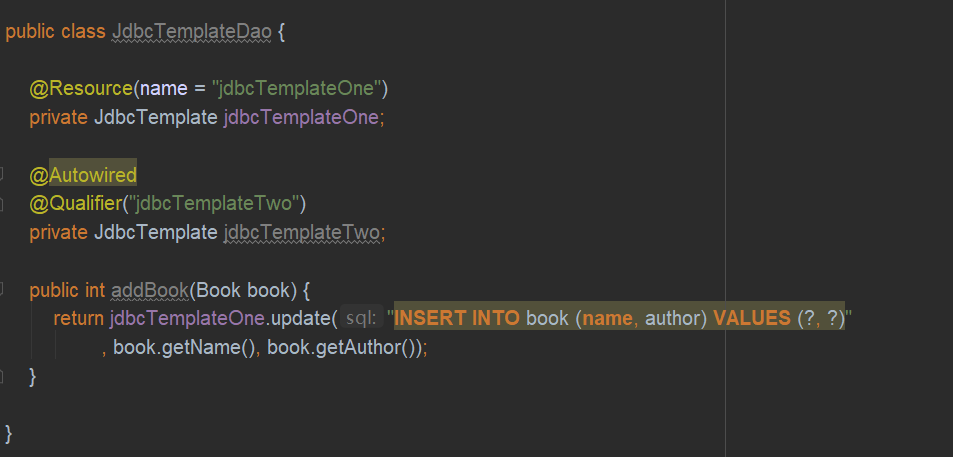 public class JdbcTemplateDao {
@Resource(name = "jdbcTemplateOne")
private JdbcTemplate jdbcTemplateOne;
@Autowired
@Qualifier("jdbcTemplateTwo")
private JdbcTemplate jdbcTemplateTwo;
public int addBook(Book book) {
return jdbcTemplateOne.update( sql: "INSERT INTO book (name, author) VALUES (?, ?)"
, book.getName(), book.getAuthor());
}
}